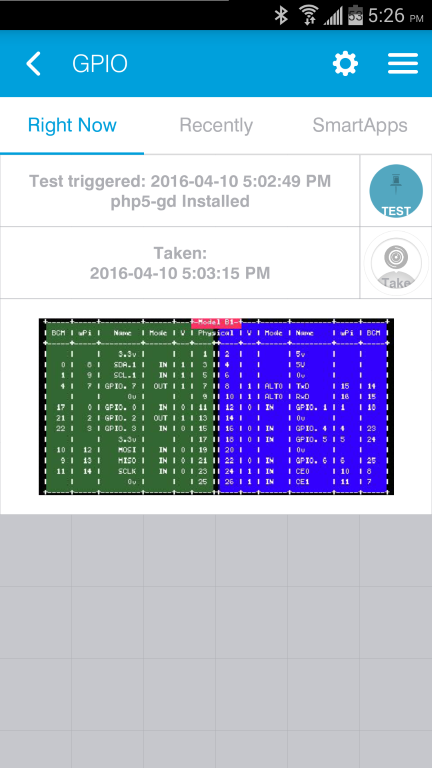 53 5:26 PM
GPIO
Right Now Recently SmartApps
Test triggered: 2016-04-10 5:02:49 PM
php5-gd Installed
TEST
Taken:
2016-04-10 5:03:15 PM
Take
+-----+-----+---------+------+---+-Model B1-+---+------+---------+-----+-----+
| BCM | wPi | Name | Mode | V | Physical | V | Mode | Name | wPi | BCM |
| | | 3.3v | | | 1 || 2 | | | 5v | | |
| 0 | 8 | SDA.1 | IN | 1 | 3 || 4 | | | 5V | | |
| 1 | 9 | SCL.1 | IN | 1 | 5 || 6 | | | 0v | | |
| 4 | 7 | GPIO. 7 | OUT | 1 | 7 || 8 | 1 | ALT0 | TxD | 15 | 14 |
| | | 0v | | | 9 || 10 | 1 | ALT0 | RxD | 16 | 15 |
| 17 | 0 | GPIO. 0 | IN | 0 | 11 || 12 | 0 | IN | GPIO. 1 | 1 | 18 |
| 21 | 2 | GPIO. 2 | OUT | 1 | 13 || 14 | | | 0v | | |
| 22 | 3 | GPIO. 3 | IN | 0 | 15 || 16 | 0 | IN | GPIO. 4 | 4 | 23 |
| | | 3.3v | | | 17 || 18 | 0 | IN | GPIO. 5 | 5 | 24 |
| 10 | 12 | MOSI | IN | 0 | 19 || 20 | | | 0v | | |
| 9 | 13 | MISO | IN | 0 | 21 || 22 | 0 | IN | GPIO. 6 | 6 | 25 |
| 11 | 14 | SCLK | IN | 0 | 23 || 24 | 1 | IN | CE0 | 10 | 8 |
| | | 0v | | | 25 || 26 | 1 | IN | CE1 | 11 | 7 |